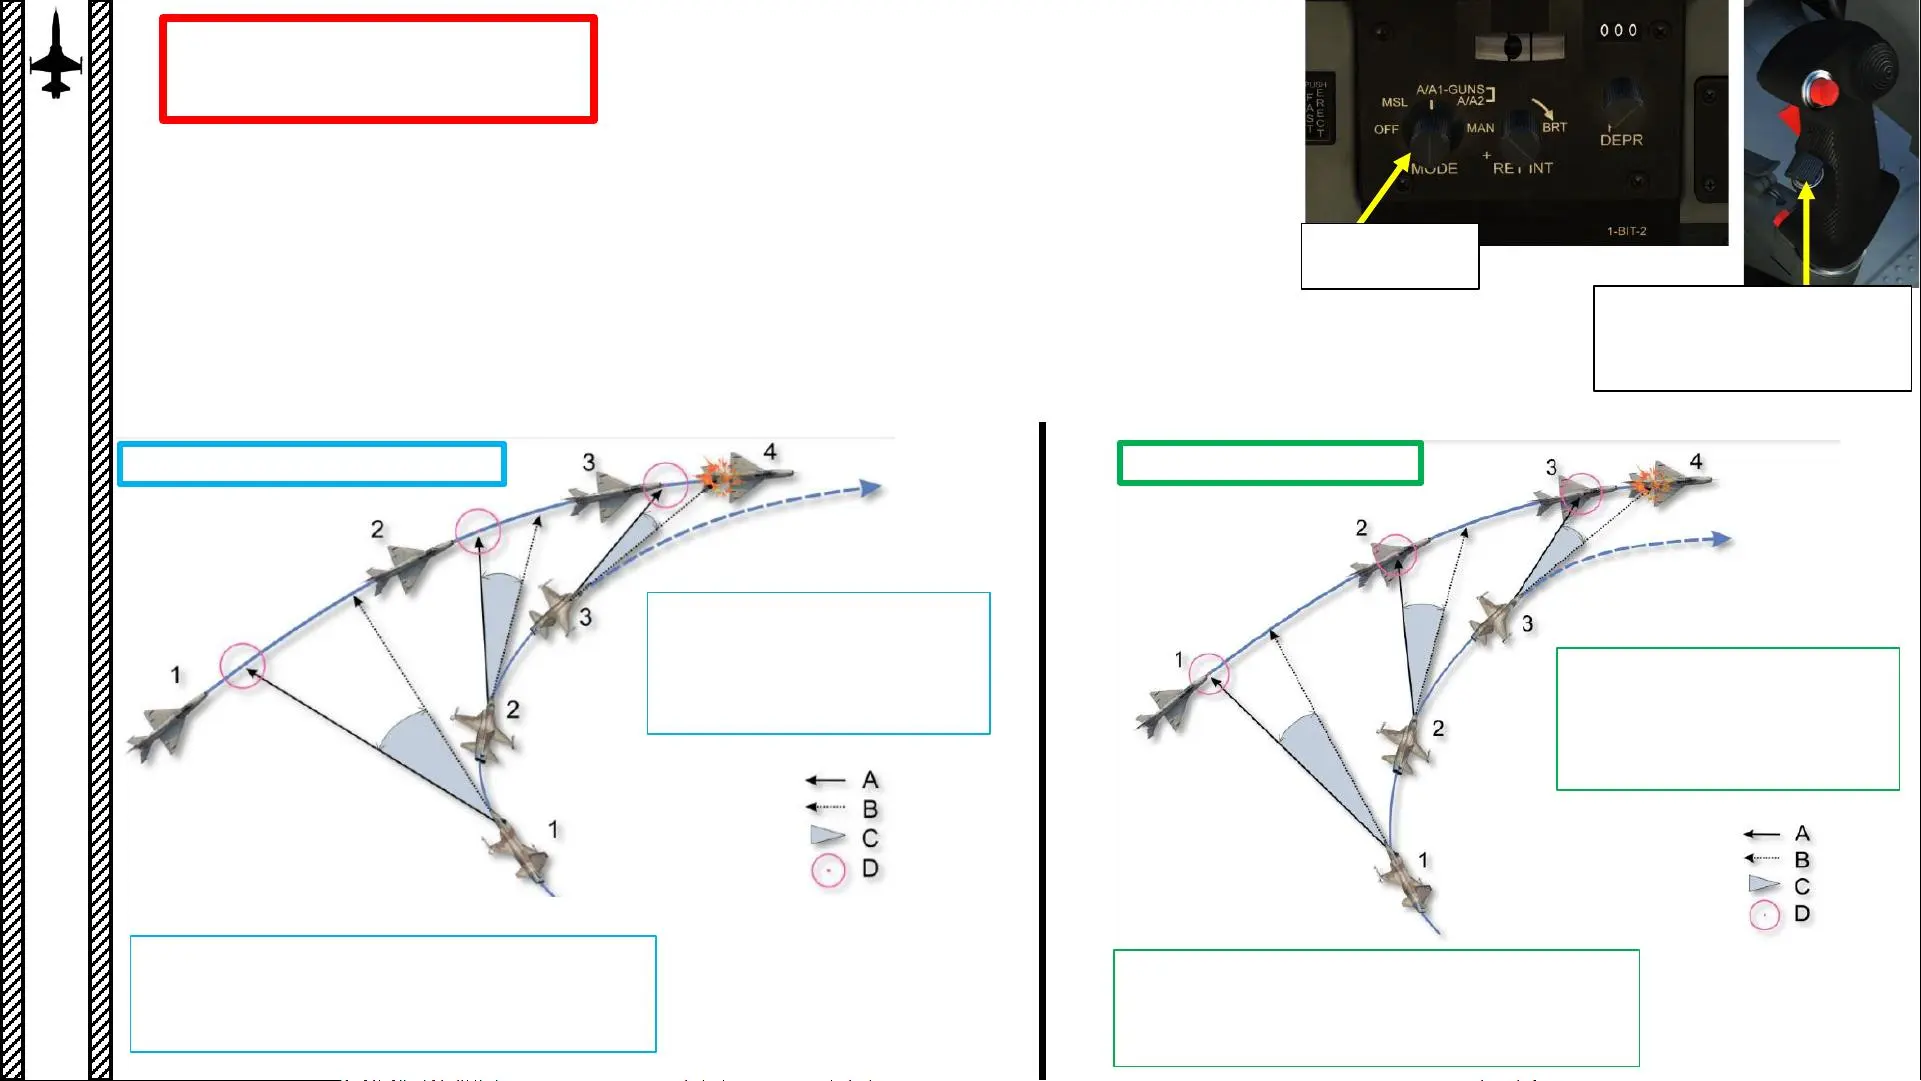 000
PUSH
FAST
ERECT
A/A1-GUNS
A/A2
MSL
OFF
MAN
BRT
DEPR
MODE
RET INT
1-BIT-2
4
3
2
1
3
2
1
A
B
C
D
4
3
2
1
3
2
1
A
B
C
D